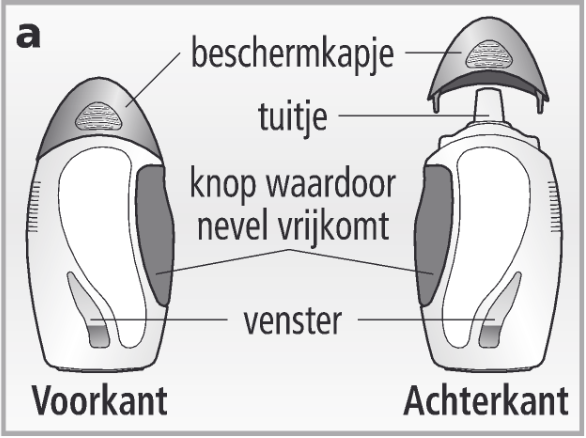 a
beschermkapje
tuitje
knop waardoor
nevel vrijkomt
venster
Voorkant
Achterkant